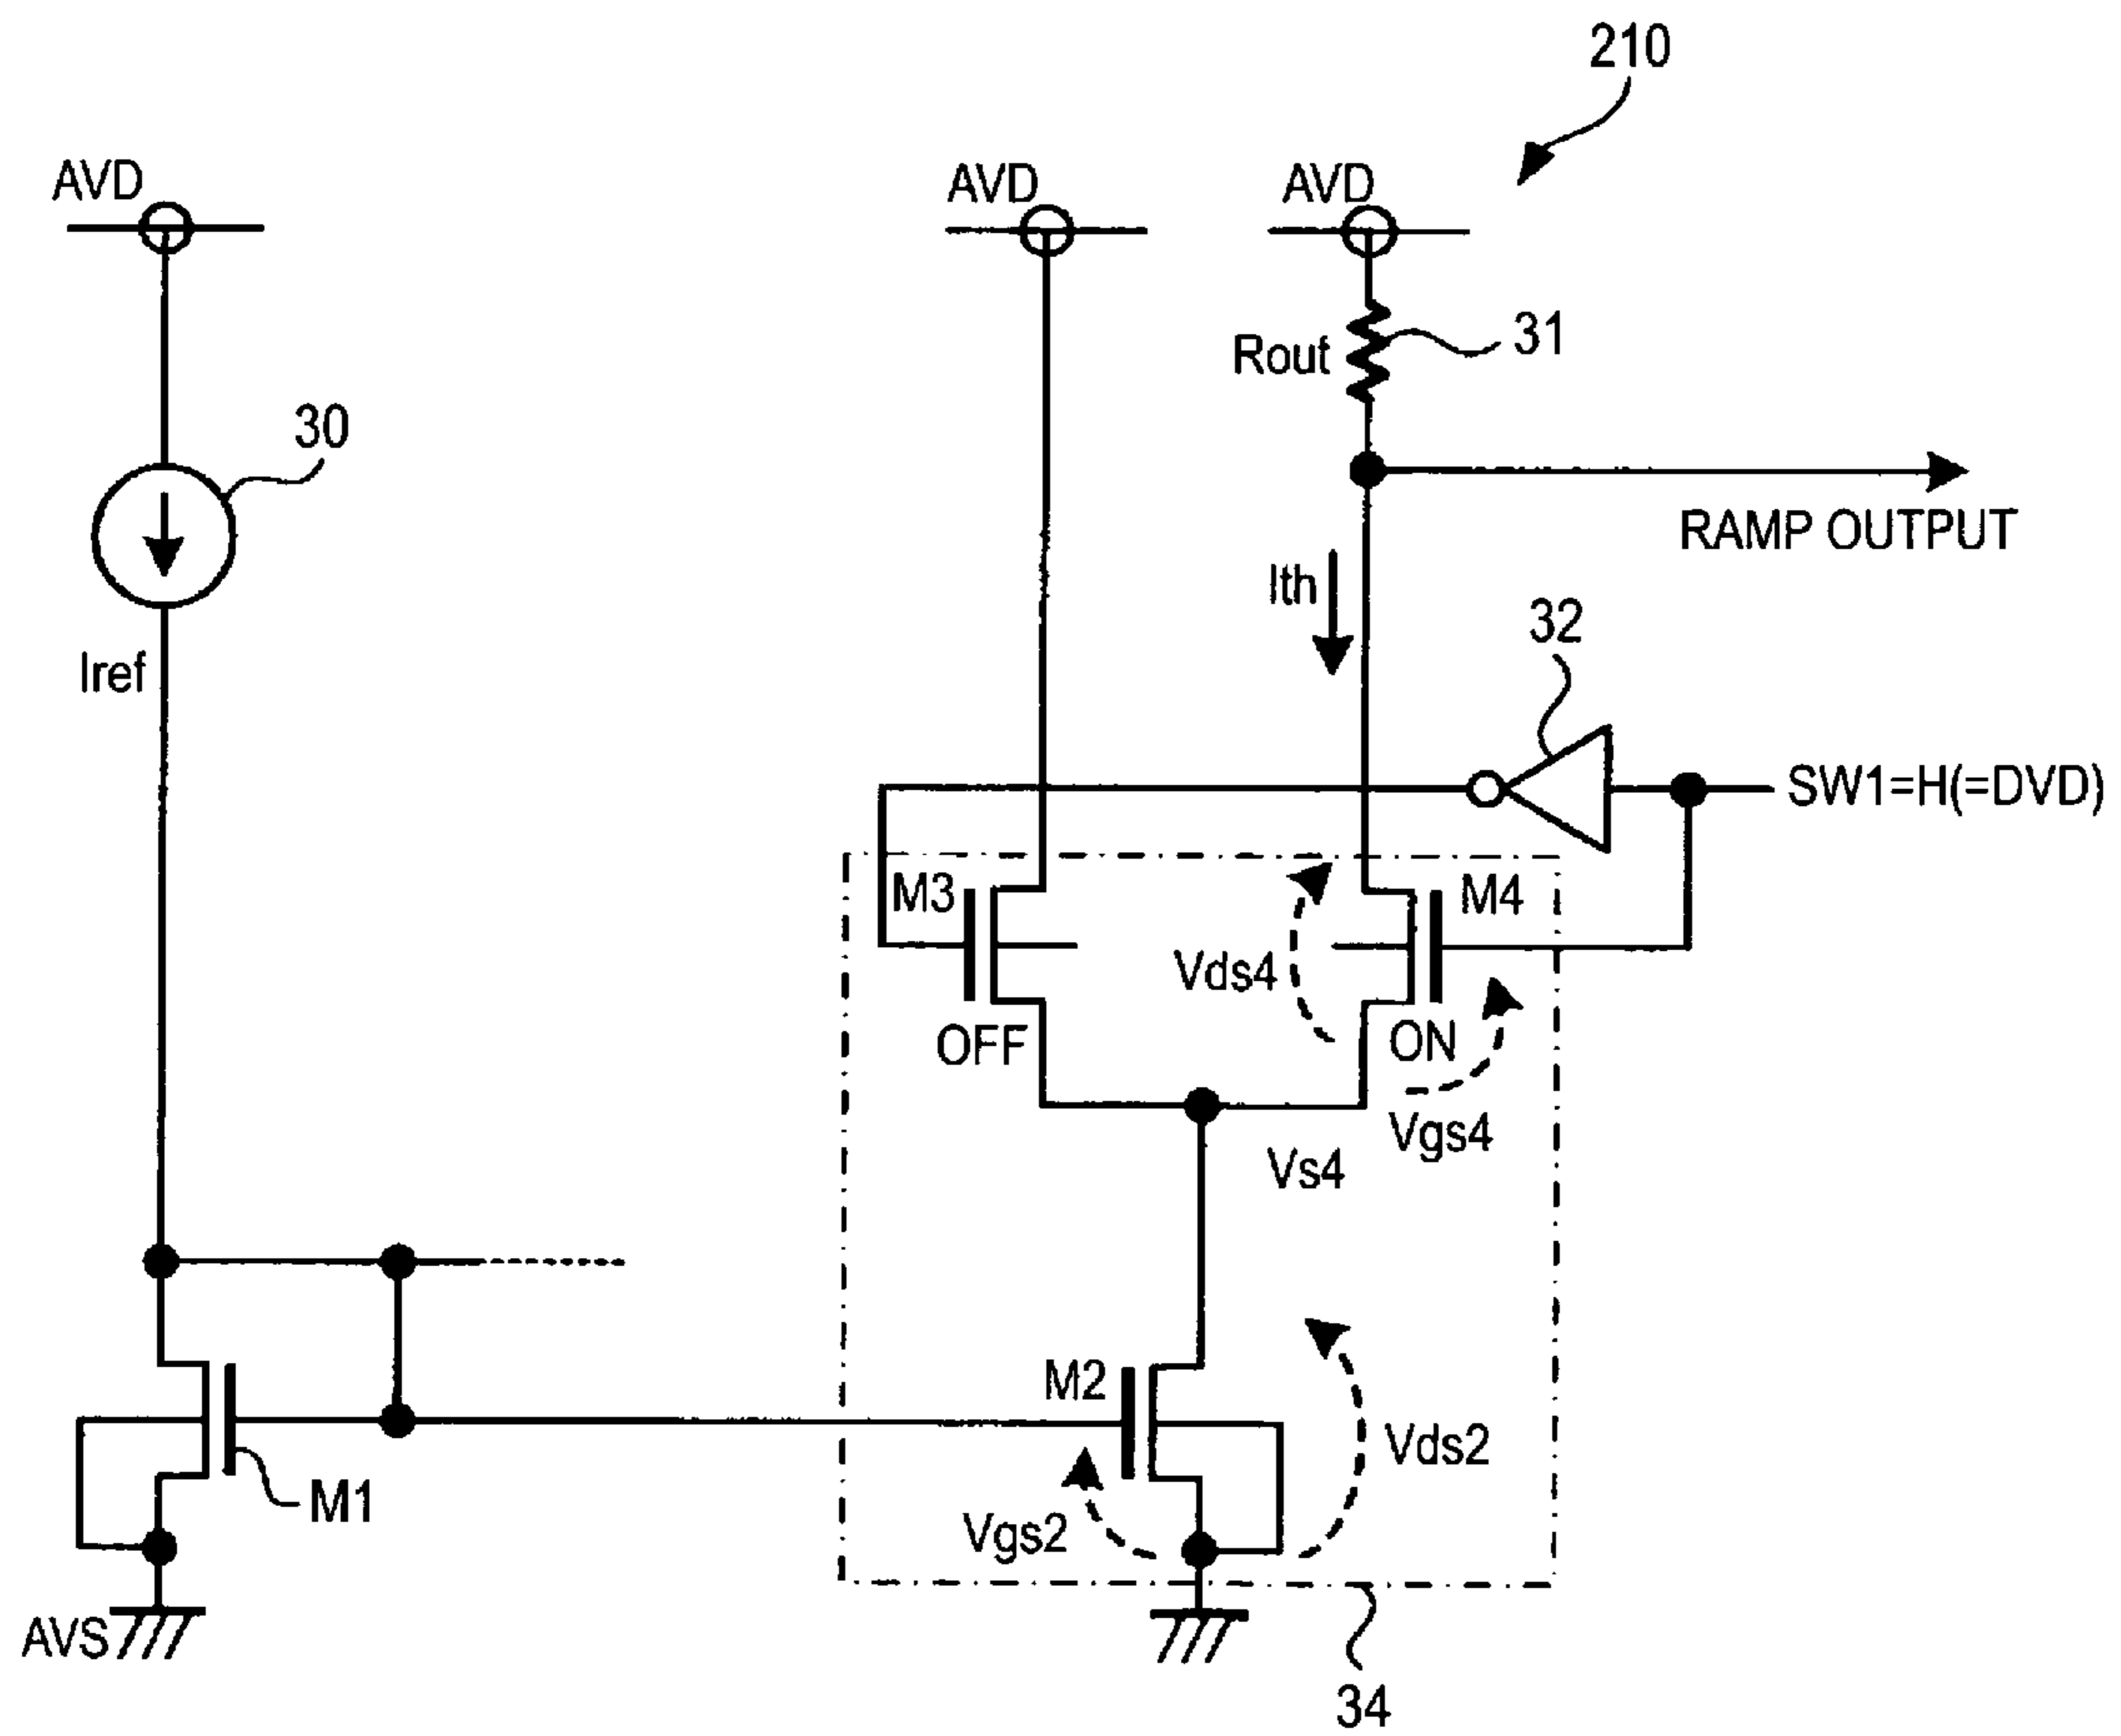 210
AVD
AVD
AVD
31
Rout
30
RAMP OUTPUT
Ith
32
Iref
SW1=H(=DVD)
M3
M4
Vds4
OFF
ON
Vgs4
Vs4
M2
Vds2
M1
Vgs2
AVS
34